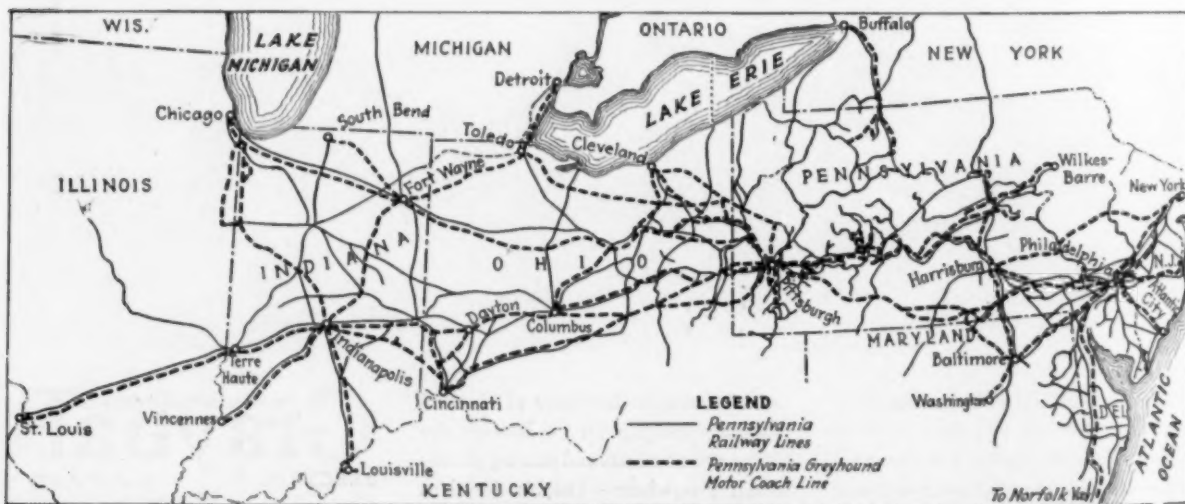 WIS.
LAKE
MICHIGAN
MICHIGAN
ONTARIO
Buffalo
NEW YORK
LAKE ERIE
Detroit
Chicago
South Bend
Toledo
Cleveland
Fort Wayne
ILLINOIS
INDIANA
OHIO
PENNSYLVANIA
Wilkes-
Barre
New York
Philadelphia
Harrisburg
N.J.
Atlantic
City
Pittsburgh
Dayton
Columbus
MARYLAND
Baltimore
Terre
Haute
Indianapolis
Cincinnati
Washington
Vincennes
St. Louis
Louisville
KENTUCKY
DEL.
ATLANTIC
OCEAN
To Norfolk Va.
LEGEND
Pennsylvania
Railway Lines
Pennsylvania Greyhound
Motor Coach Line